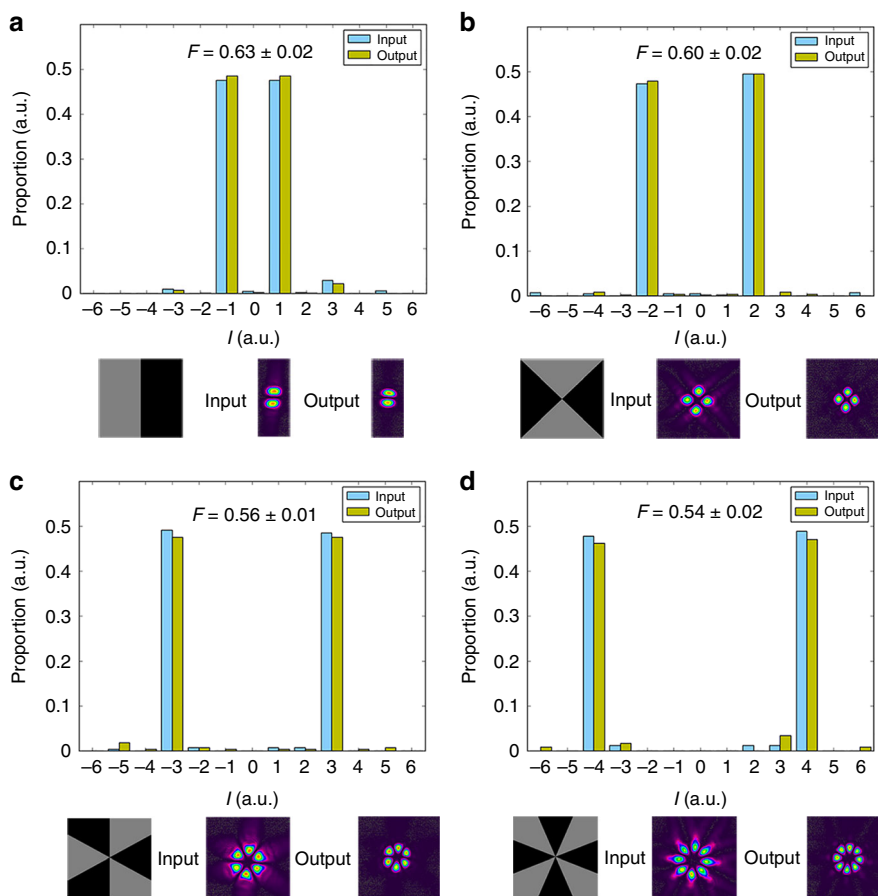 a
F = 0.63 ± 0.02
Input
Output
Proportion (a.u.)
0.5
0.4
0.3
0.2
0.1
0
–6 –5 –4 –3 –2 –1 0 1 2 3 4 5 6
l (a.u.)
Input Output
b
F = 0.60 ± 0.02
Input
Output
Proportion (a.u.)
0.5
0.4
0.3
0.2
0.1
0
–6 –5 –4 –3 –2 –1 0 1 2 3 4 5 6
l (a.u.)
Input Output
c
F = 0.56 ± 0.01
Input
Output
Proportion (a.u.)
0.5
0.4
0.3
0.2
0.1
0
–6 –5 –4 –3 –2 –1 0 1 2 3 4 5 6
l (a.u.)
Input Output
d
F = 0.54 ± 0.02
Input
Output
Proportion (a.u.)
0.5
0.4
0.3
0.2
0.1
0
–6 –5 –4 –3 –2 –1 0 1 2 3 4 5 6
l (a.u.)
Input Output